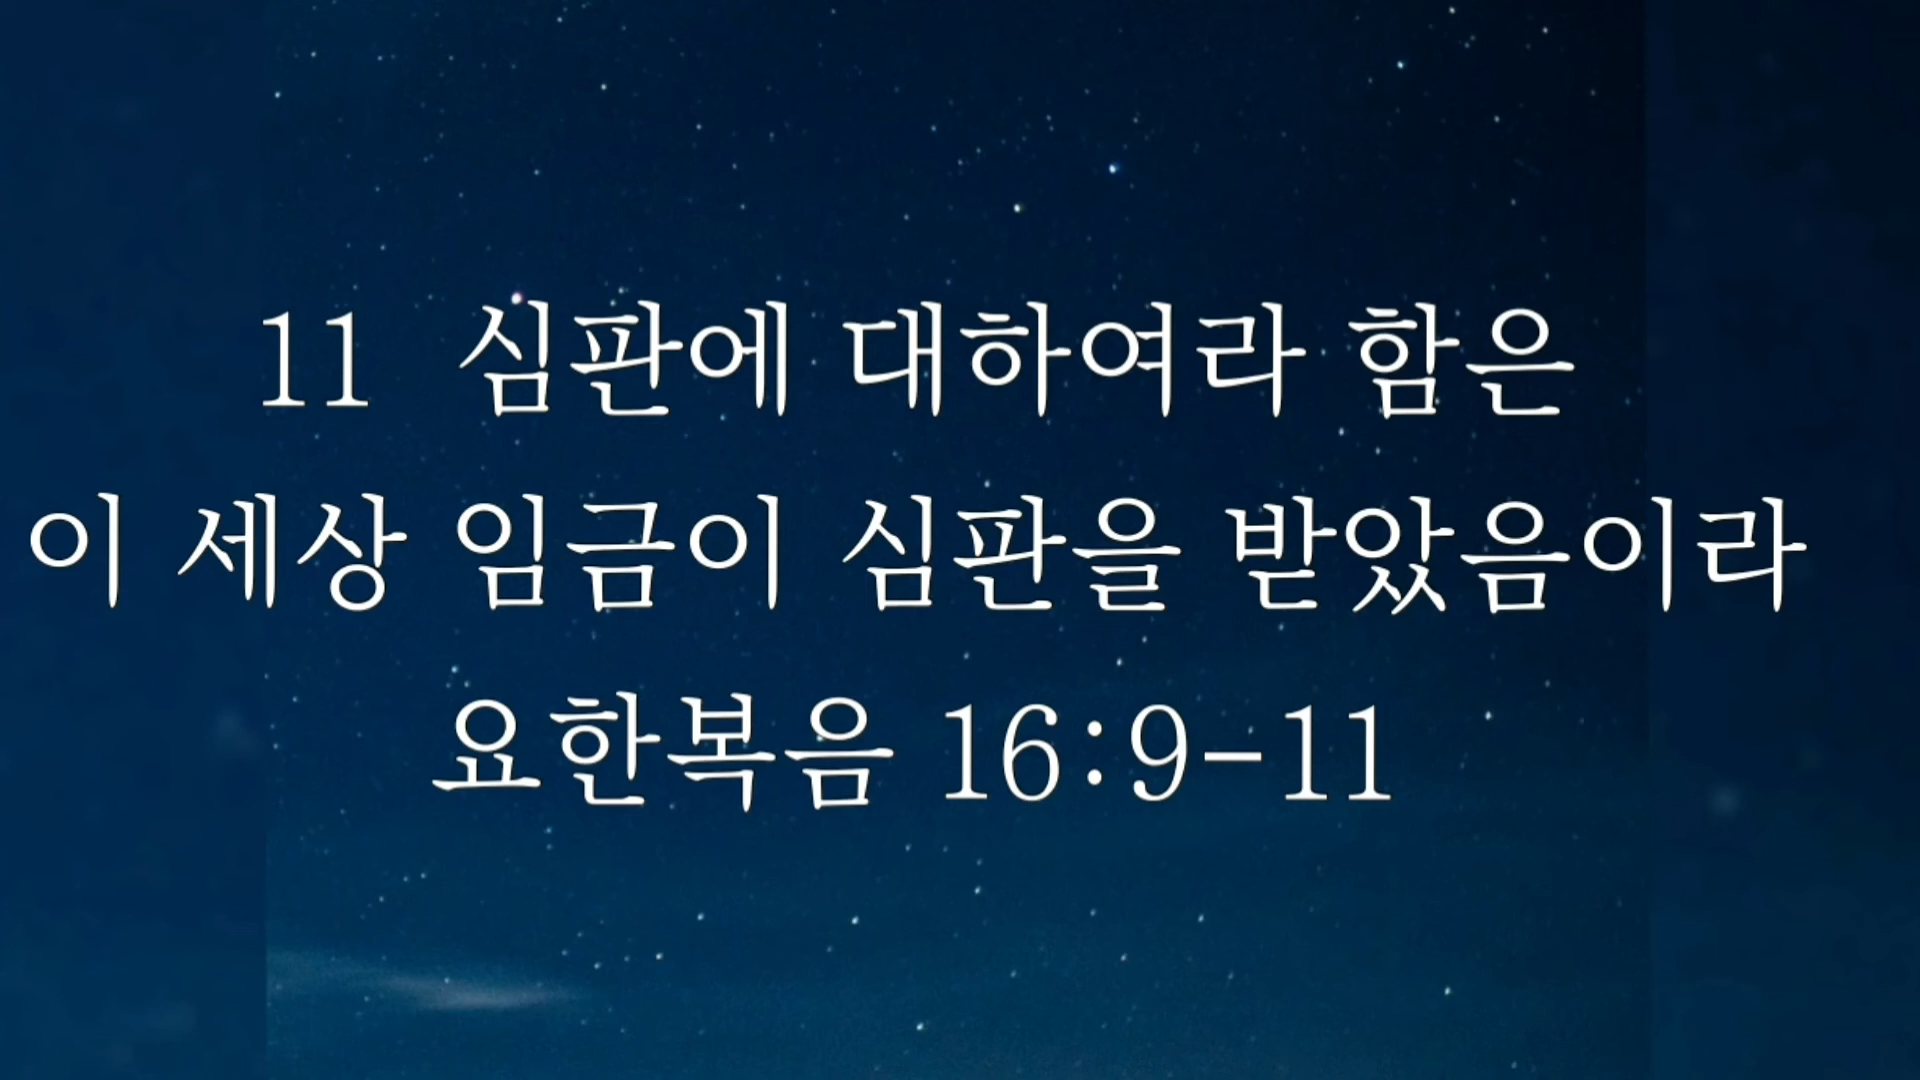 11 심판에 대하여라 함은
이 세상 임금이 심판을 받았음이라
요한복음 16:9-11